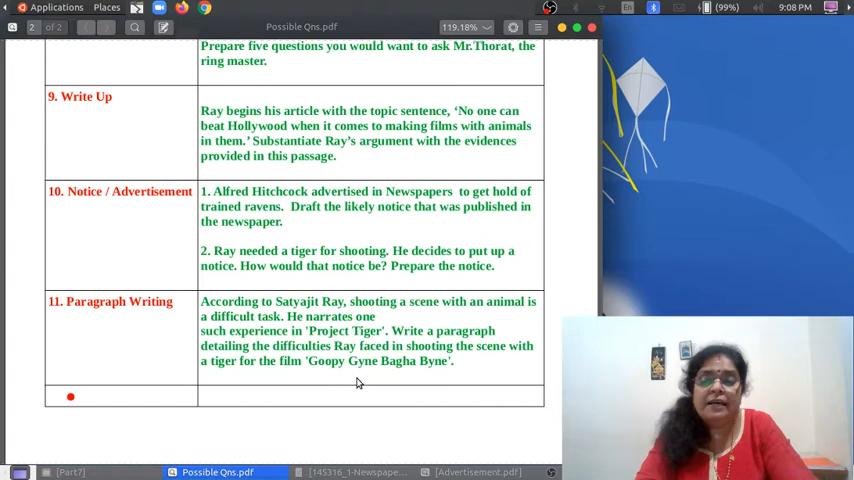 Applications Places En (99%) 9:08 PM
2 of 2 Possible Qns.pdf 119.18%
Prepare five questions you would want to ask Mr.Thorat, the
ring master.
9. Write Up
Ray begins his article with the topic sentence, ‘No one can
beat Hollywood when it comes to making films with animals
in them.’ Substantiate Ray’s argument with the evidences
provided in this passage.
10. Notice / Advertisement
1. Alfred Hitchcock advertised in Newspapers to get hold of
trained ravens. Draft the likely notice that was published in
the newspaper.
2. Ray needed a tiger for shooting. He decides to put up a
notice. How would that notice be? Prepare the notice.
11. Paragraph Writing
According to Satyajit Ray, shooting a scene with an animal is
a difficult task. He narrates one
such experience in 'Project Tiger'. Write a paragraph
detailing the difficulties Ray faced in shooting the scene with
a tiger for the film 'Goopy Gyne Bagha Byne'.
[Part7] Possible Qns.pdf [145316_1-Newspape... [Advertisement.pdf]